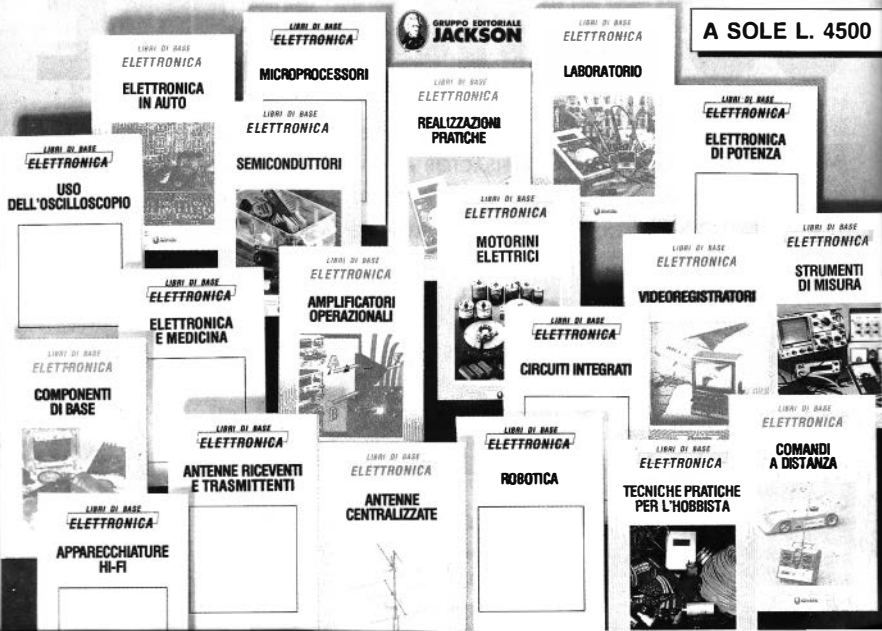 GRUPPO EDITORIALE
JACKSON
A SOLE L. 4500
LIBRI DI BASE
ELETTRONICA
ELETTRONICA
IN AUTO
LIBRI DI BASE
ELETTRONICA
MICROPROCESSORI
LIBRI DI BASE
ELETTRONICA
REALIZZAZIONI
PRATICHE
LIBRI DI BASE
ELETTRONICA
LABORATORIO
LIBRI DI BASE
ELETTRONICA
ELETTRONICA
DI POTENZA
LIBRI DI BASE
ELETTRONICA
USO
DELL'OSCILLOSCOPIO
LIBRI DI BASE
ELETTRONICA
SEMICONDUTTORI
LIBRI DI BASE
ELETTRONICA
MOTORINI
ELETTRICI
LIBRI DI BASE
ELETTRONICA
VIDEOREGISTRATORI
LIBRI DI BASE
ELETTRONICA
STRUMENTI
DI MISURA
LIBRI DI BASE
ELETTRONICA
ELETTRONICA
E MEDICINA
LIBRI DI BASE
ELETTRONICA
AMPLIFICATORI
OPERAZIONALI
LIBRI DI BASE
ELETTRONICA
CIRCUITI INTEGRATI
LIBRI DI BASE
ELETTRONICA
COMPONENTI
DI BASE
LIBRI DI BASE
ELETTRONICA
ANTENNE RICEVENTI
E TRASMITTENTI
LIBRI DI BASE
ELETTRONICA
ANTENNE
CENTRALIZZATE
LIBRI DI BASE
ELETTRONICA
ROBOTICA
LIBRI DI BASE
ELETTRONICA
TECNICHE PRATICHE
PER L'HOBBISTA
LIBRI DI BASE
ELETTRONICA
COMANDI
A DISTANZA
LIBRI DI BASE
ELETTRONICA
APPARECCHIATURE
HI-FI